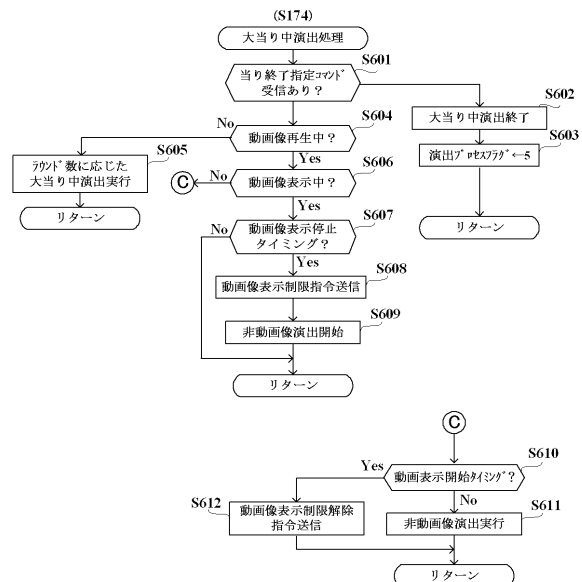 (S174)
大当り中演出処理
S601
当り終了指定ｺﾏﾝﾄﾞ
受信あり？
S602
大当り中演出終了
S603
演出ﾌﾟﾛｾｽﾌﾗｸﾞ←5
リターン
S604
No
動画像再生中？
Yes
S605
ﾗｳﾝﾄﾞ数に応じた
大当り中演出実行
リターン
S606
C
No
動画像表示中？
Yes
S607
No
動画像表示停止
タイミング？
Yes
S608
動画像表示制限指令送信
S609
非動画像演出開始
リターン
C
S610
Yes
動画表示開始ﾀｲﾐﾝｸﾞ？
No
S612
動画像表示制限解除
指令送信
S611
非動画像演出実行
リターン